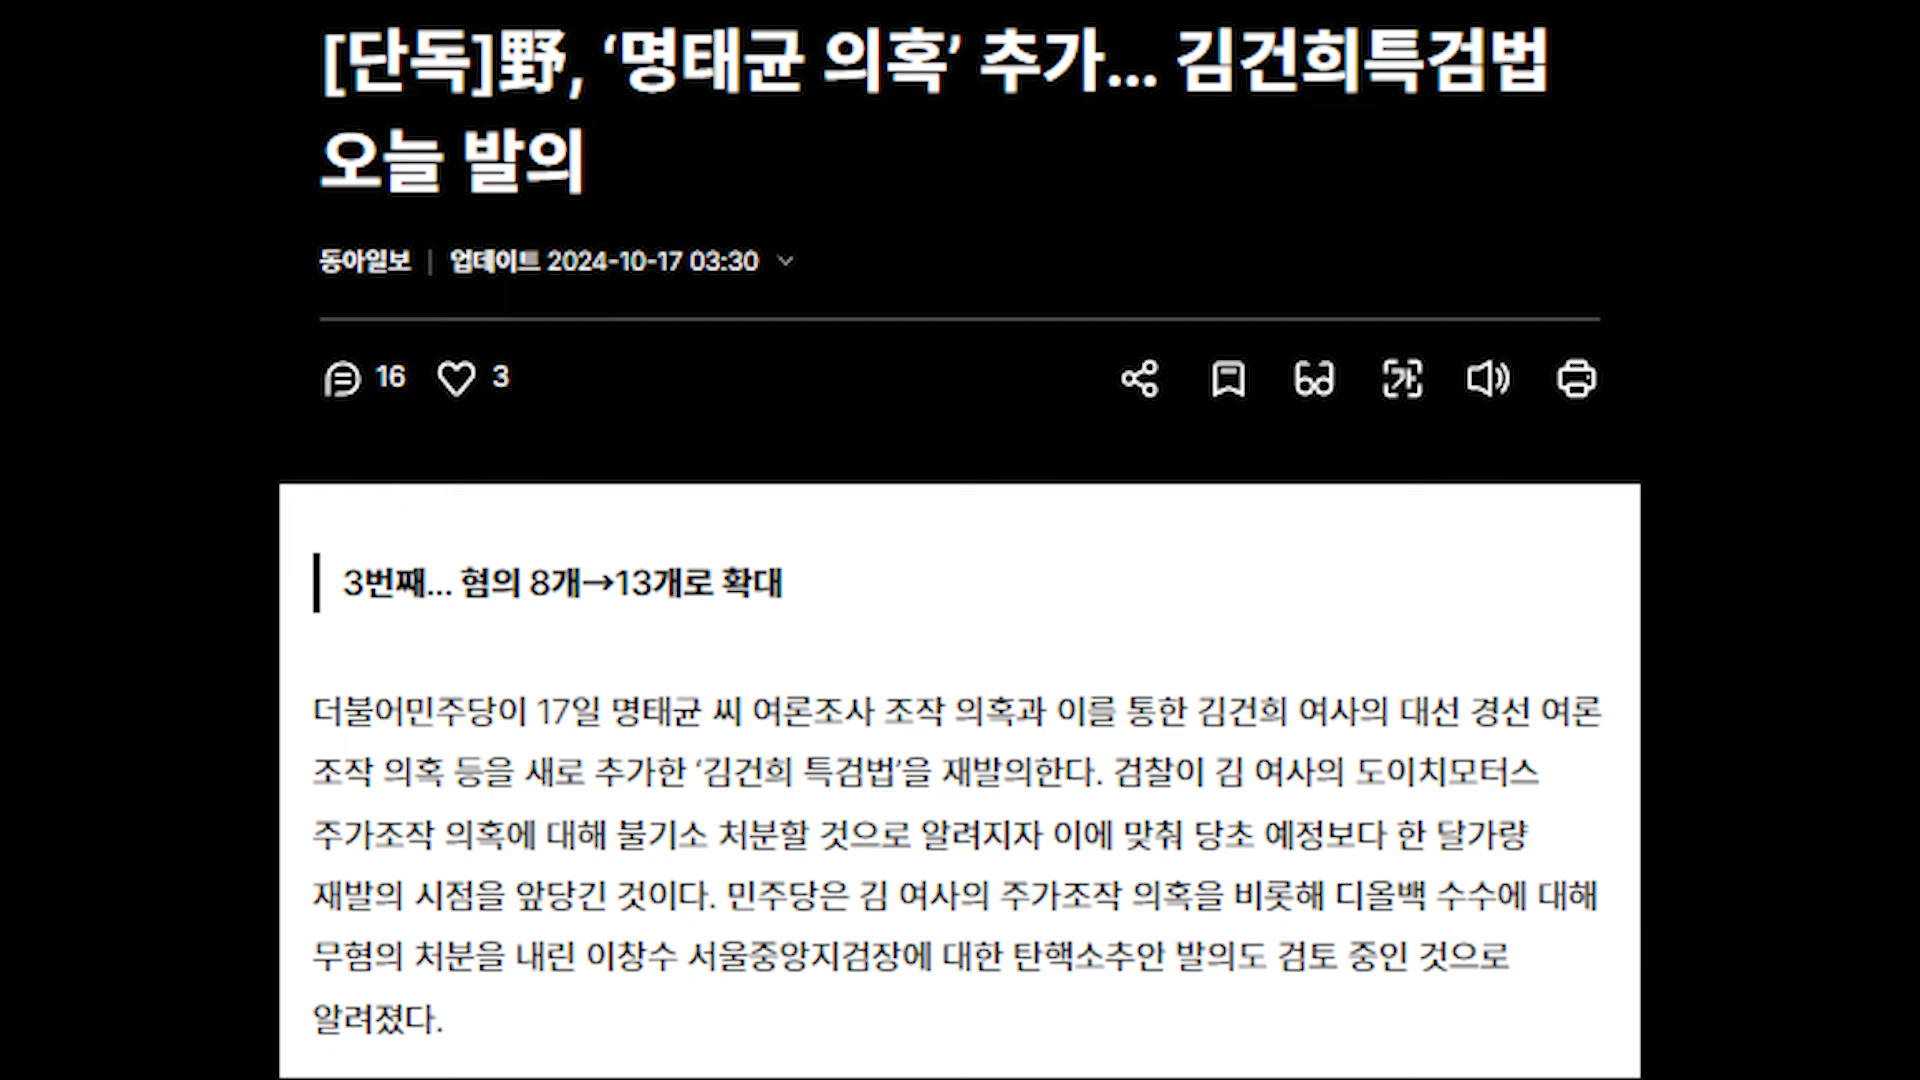 [단독]野, ‘명태균 의혹’ 추가… 김건희특검법
오늘 발의
동아일보 | 업데이트 2024-10-17 03:30
16 3
가
3번째… 혐의 8개→13개로 확대
더불어민주당이 17일 명태균 씨 여론조사 조작 의혹과 이를 통한 김건희 여사의 대선 경선 여론
조작 의혹 등을 새로 추가한 ‘김건희 특검법’을 재발의한다. 검찰이 김 여사의 도이치모터스
주가조작 의혹에 대해 불기소 처분할 것으로 알려지자 이에 맞춰 당초 예정보다 한 달가량
재발의 시점을 앞당긴 것이다. 민주당은 김 여사의 주가조작 의혹을 비롯해 디올백 수수에 대해
무혐의 처분을 내린 이창수 서울중앙지검장에 대한 탄핵소추안 발의도 검토 중인 것으로
알려졌다.